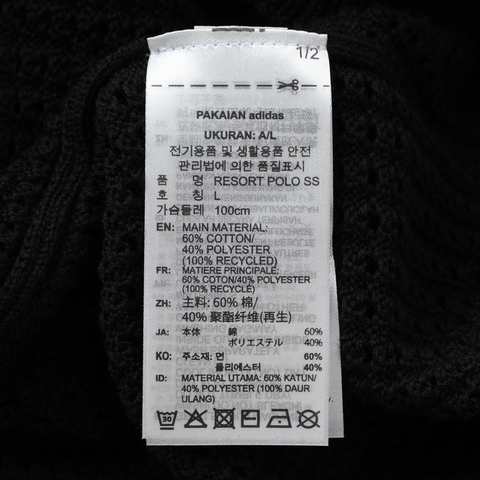 1/2
PAKAIAN adidas
UKURAN: A/L
전기용품 및 생활용품 안전
관리법에 의한 품질표시
품 명 RESORT POLO SS
호 칭 L
가슴둘레 100cm
EN: MAIN MATERIAL:
60% COTTON/
40% POLYESTER
(100% RECYCLED)
FR: MATIERE PRINCIPALE:
60% COTON/40% POLYESTER
(100% RECYCLÉ)
ZH: 主料: 60% 棉/
40% 聚酯纤维(再生)
JA: 本体 綿 60%
ポリエステル 40%
KO: 주소재: 면 60%
폴리에스터 40%
ID: MATERIAL UTAMA: 60% KATUN/
40% POLYESTER (100% DAUR
ULANG)
30